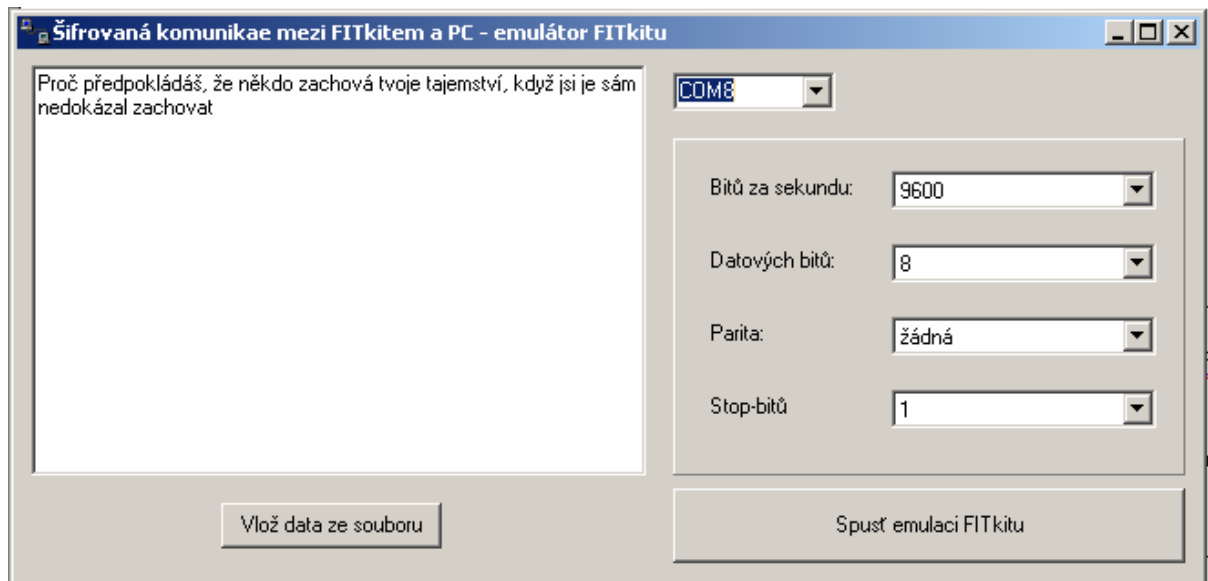 Šifrovaná komunikae mezi FITkitem a PC - emulátor FITkitu
Proč předpokládáš, že někdo zachová tvoje tajemství, když jsi je sám
nedokázal zachovat
COM8
Bitů za sekundu: 9600
Datových bitů: 8
Parita: žádná
Stop-bitů 1
Vlož data ze souboru
Spusť emulaci FITkitu